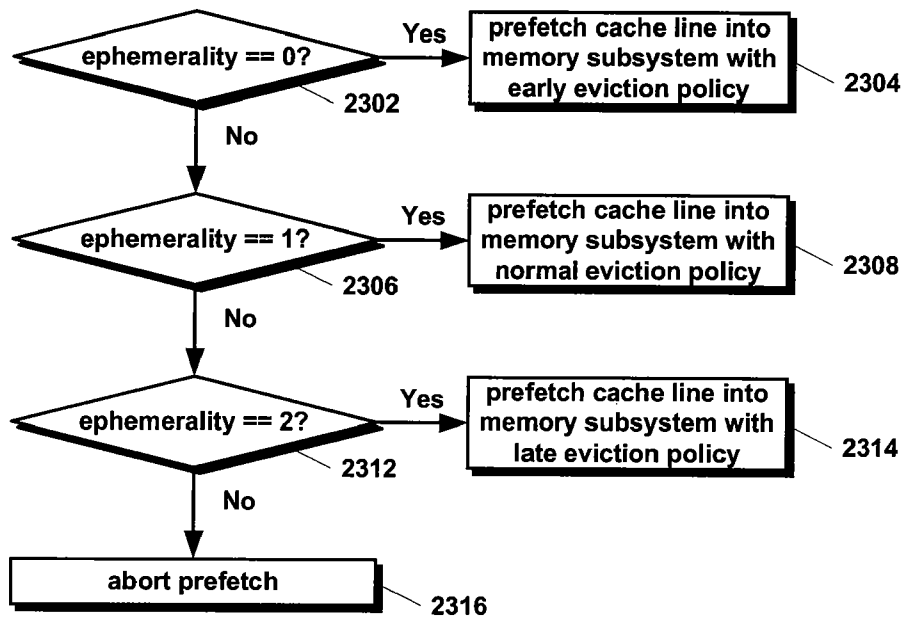 ephemerality == 0?
Yes
prefetch cache line into
memory subsystem with
early eviction policy
2304
2302
No
ephemerality == 1?
Yes
prefetch cache line into
memory subsystem with
normal eviction policy
2308
2306
No
ephemerality == 2?
Yes
prefetch cache line into
memory subsystem with
late eviction policy
2314
2312
No
abort prefetch
2316